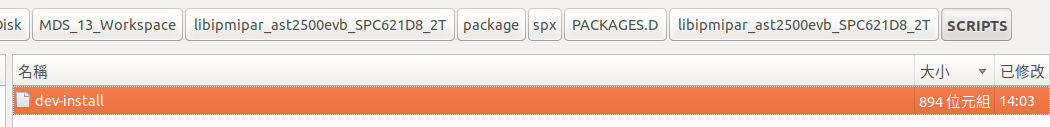 Disk MDS_13_Workspace libipmipar_ast2500evb_SPC621D8_2T package spx PACKAGES.D libipmipar_ast2500evb_SPC621D8_2T SCRIPTS
名稱 大小 已修改
dev-install 894 位元組 14:03